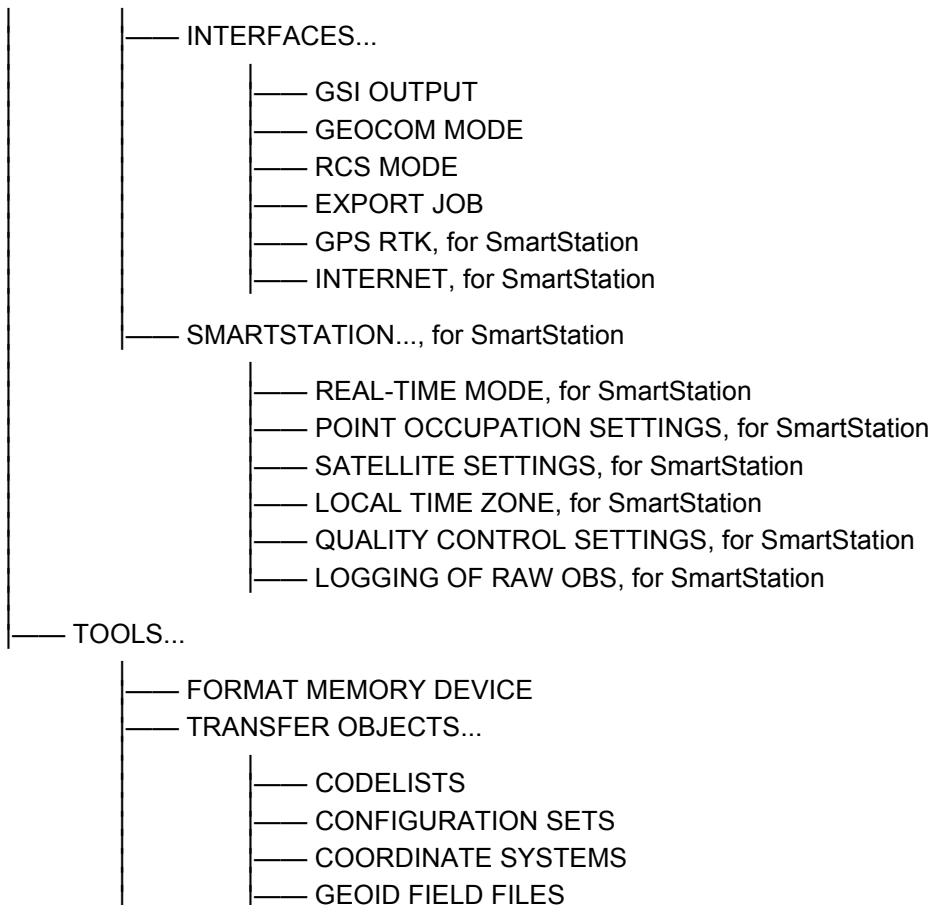 INTERFACES...
GSI OUTPUT
GEOCOM MODE
RCS MODE
EXPORT JOB
GPS RTK, for SmartStation
INTERNET, for SmartStation
SMARTSTATION..., for SmartStation
REAL-TIME MODE, for SmartStation
POINT OCCUPATION SETTINGS, for SmartStation
SATELLITE SETTINGS, for SmartStation
LOCAL TIME ZONE, for SmartStation
QUALITY CONTROL SETTINGS, for SmartStation
LOGGING OF RAW OBS, for SmartStation
TOOLS...
FORMAT MEMORY DEVICE
TRANSFER OBJECTS...
CODELISTS
CONFIGURATION SETS
COORDINATE SYSTEMS
GEOID FIELD FILES